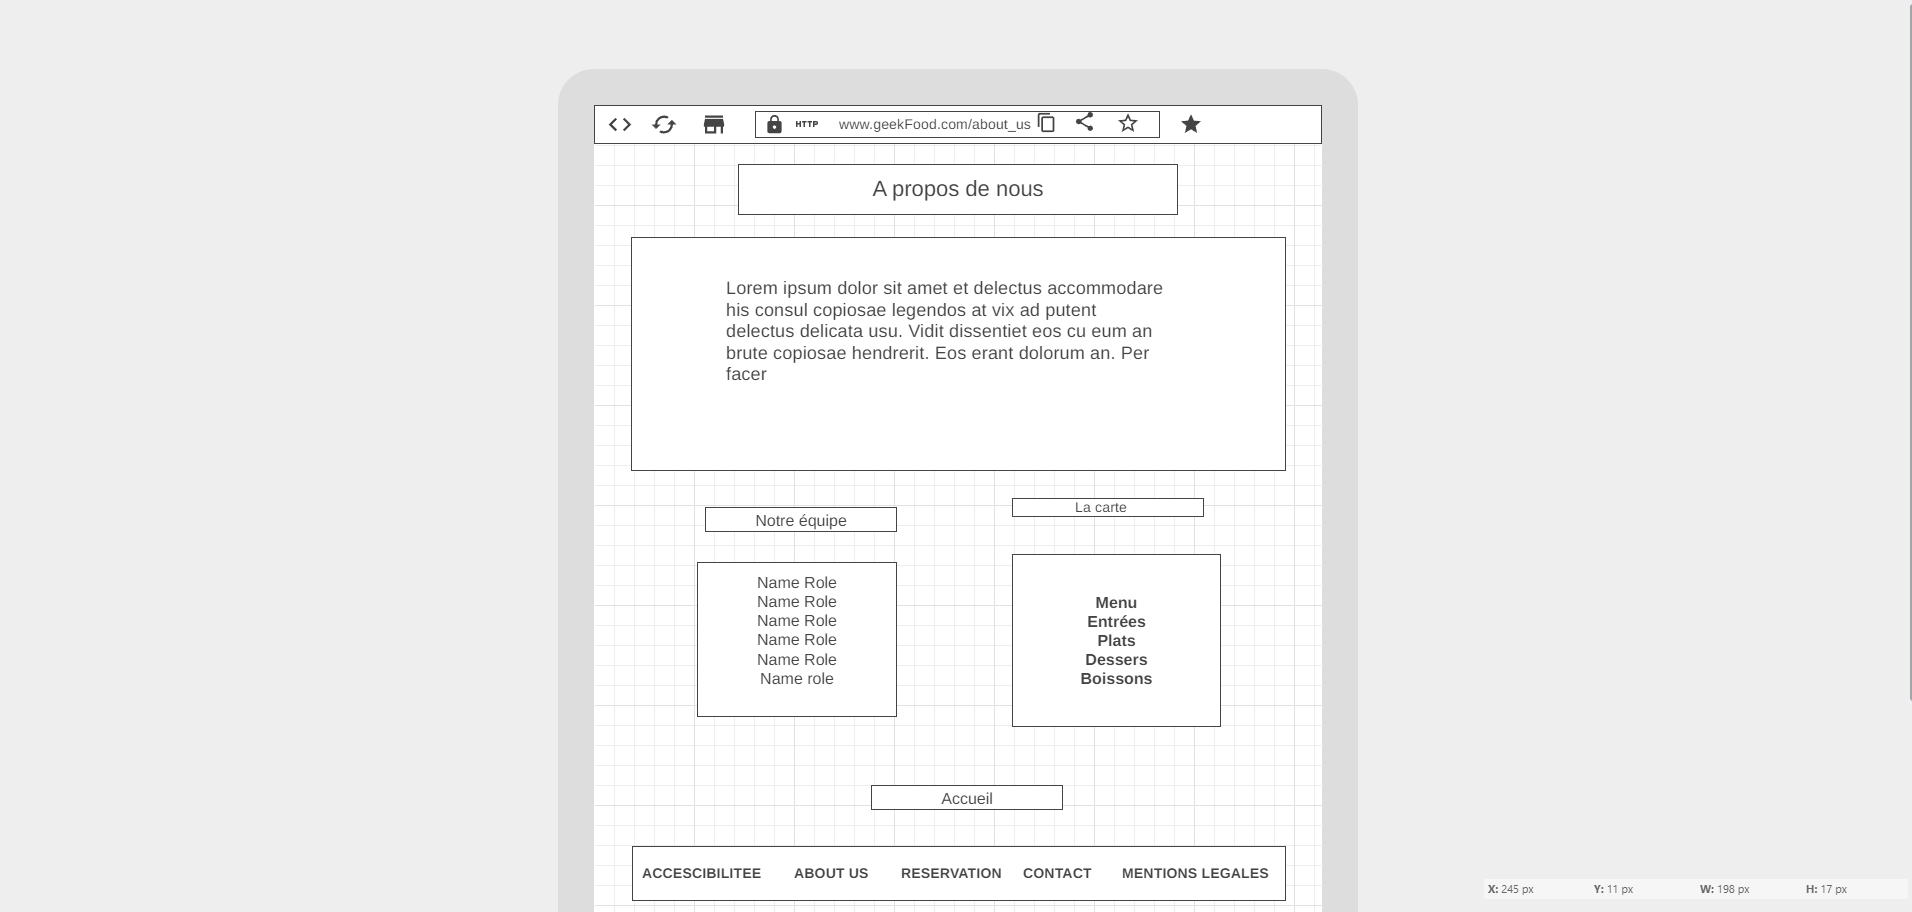 HTTP www.geekFood.com/about_us
A propos de nous
Lorem ipsum dolor sit amet et delectus accommodare
his consul copiosae legendos at vix ad putent
delectus delicata usu. Vidit dissentiet eos cu eum an
brute copiosae hendrerit. Eos erant dolorum an. Per
facer
Notre équipe
Name Role
Name Role
Name Role
Name Role
Name Role
Name role
La carte
Menu
Entrées
Plats
Dessers
Boissons
Accueil
ACCESCIBILITEE ABOUT US RESERVATION CONTACT MENTIONS LEGALES
X: 245 px Y: 11 px W: 198 px H: 17 px